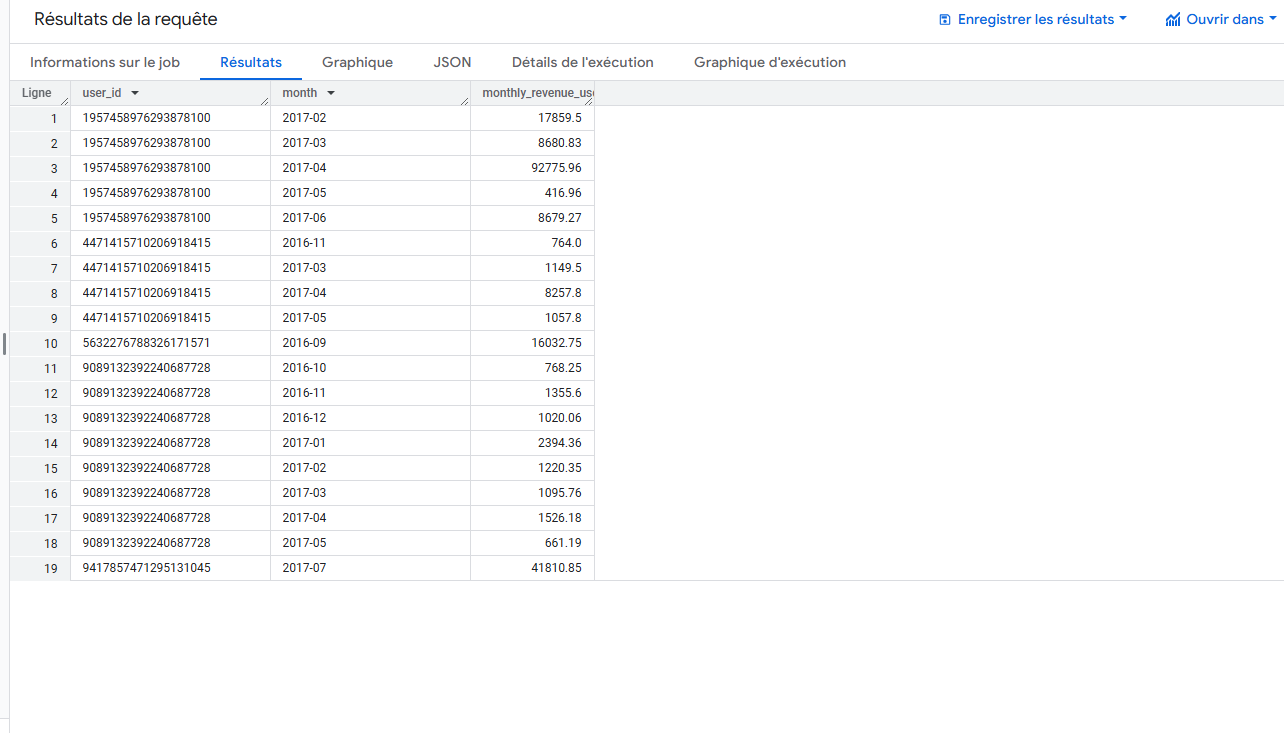 Résultats de la requête Enregistrer les résultats Ouvrir dans
Informations sur le job Résultats Graphique JSON Détails de l'exécution Graphique d'exécution
Ligne user_id month monthly_revenue_us
1 1957458976293878100 2017-02 17859.5
2 1957458976293878100 2017-03 8680.83
3 1957458976293878100 2017-04 92775.96
4 1957458976293878100 2017-05 416.96
5 1957458976293878100 2017-06 8679.27
6 4471415710206918415 2016-11 764.0
7 4471415710206918415 2017-03 1149.5
8 4471415710206918415 2017-04 8257.8
9 4471415710206918415 2017-05 1057.8
10 5632276788326171571 2016-09 16032.75
11 9089132392240687728 2016-10 768.25
12 9089132392240687728 2016-11 1355.6
13 9089132392240687728 2016-12 1020.06
14 9089132392240687728 2017-01 2394.36
15 9089132392240687728 2017-02 1220.35
16 9089132392240687728 2017-03 1095.76
17 9089132392240687728 2017-04 1526.18
18 9089132392240687728 2017-05 661.19
19 9417857471295131045 2017-07 41810.85